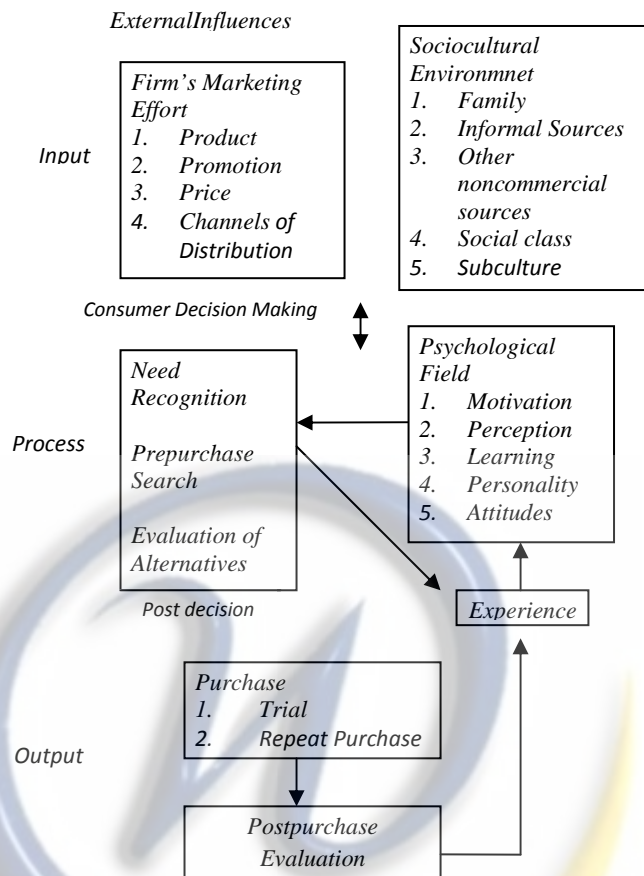 ExternalInfluences
Input
Firm's Marketing
Effort
1. Product
2. Promotion
3. Price
4. Channels of
Distribution
Sociocultural
Environmnet
1. Family
2. Informal Sources
3. Other
noncommercial
sources
4. Social class
5. Subculture
Consumer Decision Making
Process
Need
Recognition
Prepurchase
Search
Evaluation of
Alternatives
Psychological
Field
1. Motivation
2. Perception
3. Learning
4. Personality
5. Attitudes
Post decision
Experience
Output
Purchase
1. Trial
2. Repeat Purchase
Postpurchase
Evaluation